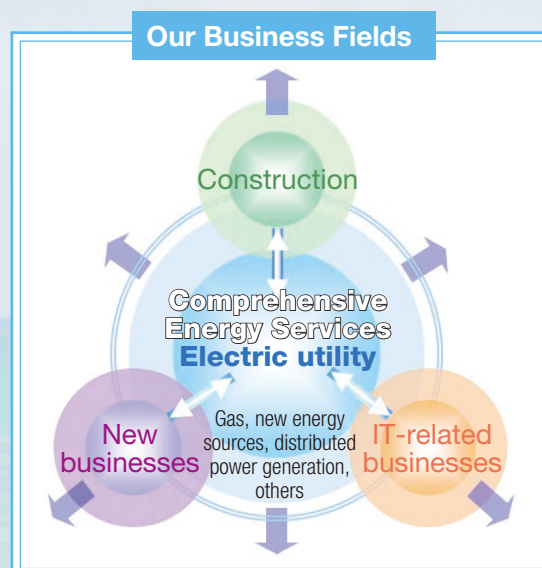 Our Business Fields
Construction
Comprehensive
Energy Services
Electric utility
Gas, new energy
sources, distributed
power generation,
others
New
businesses
IT-related
businesses